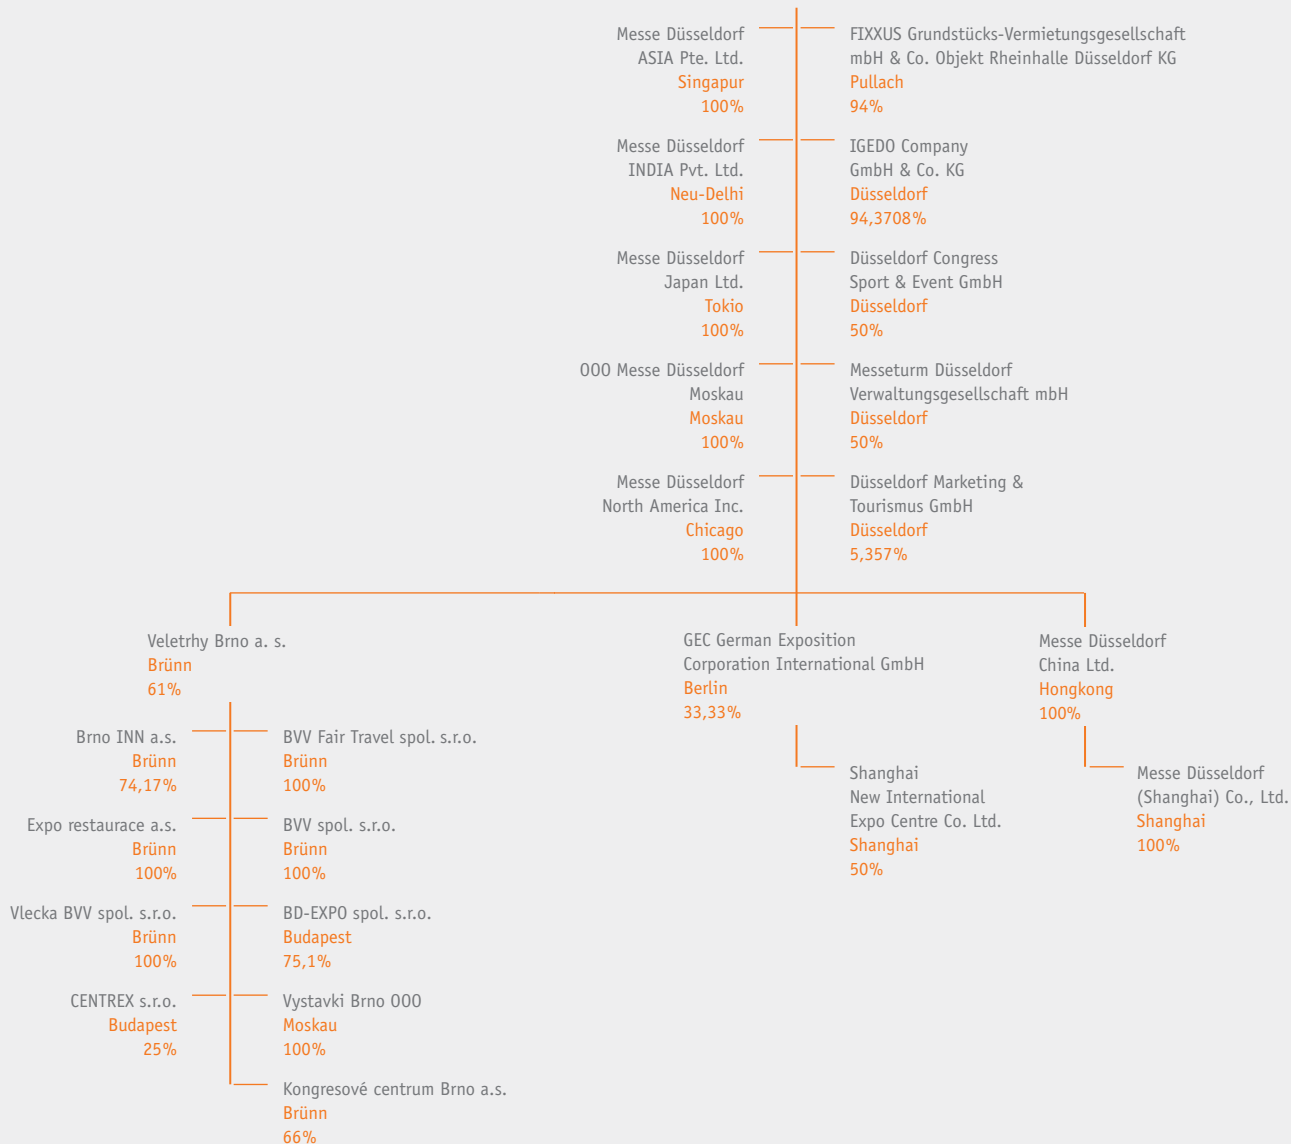 Messe Düsseldorf
ASIA Pte. Ltd.
Singapur
100%
FIXXUS Grundstücks-Vermietungsgesellschaft
mbH & Co. Objekt Rheinhalle Düsseldorf KG
Pullach
94%
Messe Düsseldorf
INDIA Pvt. Ltd.
Neu-Delhi
100%
IGEDO Company
GmbH & Co. KG
Düsseldorf
94,3708%
Messe Düsseldorf
Japan Ltd.
Tokio
100%
Düsseldorf Congress
Sport & Event GmbH
Düsseldorf
50%
OOO Messe Düsseldorf
Moskau
Moskau
100%
Messeturm Düsseldorf
Verwaltungsgesellschaft mbH
Düsseldorf
50%
Messe Düsseldorf
North America Inc.
Chicago
100%
Düsseldorf Marketing &
Tourismus GmbH
Düsseldorf
5,357%
Veletrhy Brno a. s.
Brünn
61%
GEC German Exposition
Corporation International GmbH
Berlin
33,33%
Messe Düsseldorf
China Ltd.
Hongkong
100%
Brno INN a.s.
Brünn
74,17%
BVV Fair Travel spol. s.r.o.
Brünn
100%
Shanghai
New International
Expo Centre Co. Ltd.
Shanghai
50%
Messe Düsseldorf
(Shanghai) Co., Ltd.
Shanghai
100%
Expo restaurace a.s.
Brünn
100%
BVV spol. s.r.o.
Brünn
100%
Vlecka BVV spol. s.r.o.
Brünn
100%
BD-EXPO spol. s.r.o.
Budapest
75,1%
CENTREX s.r.o.
Budapest
25%
Vystavki Brno OOO
Moskau
100%
Kongresové centrum Brno a.s.
Brünn
66%